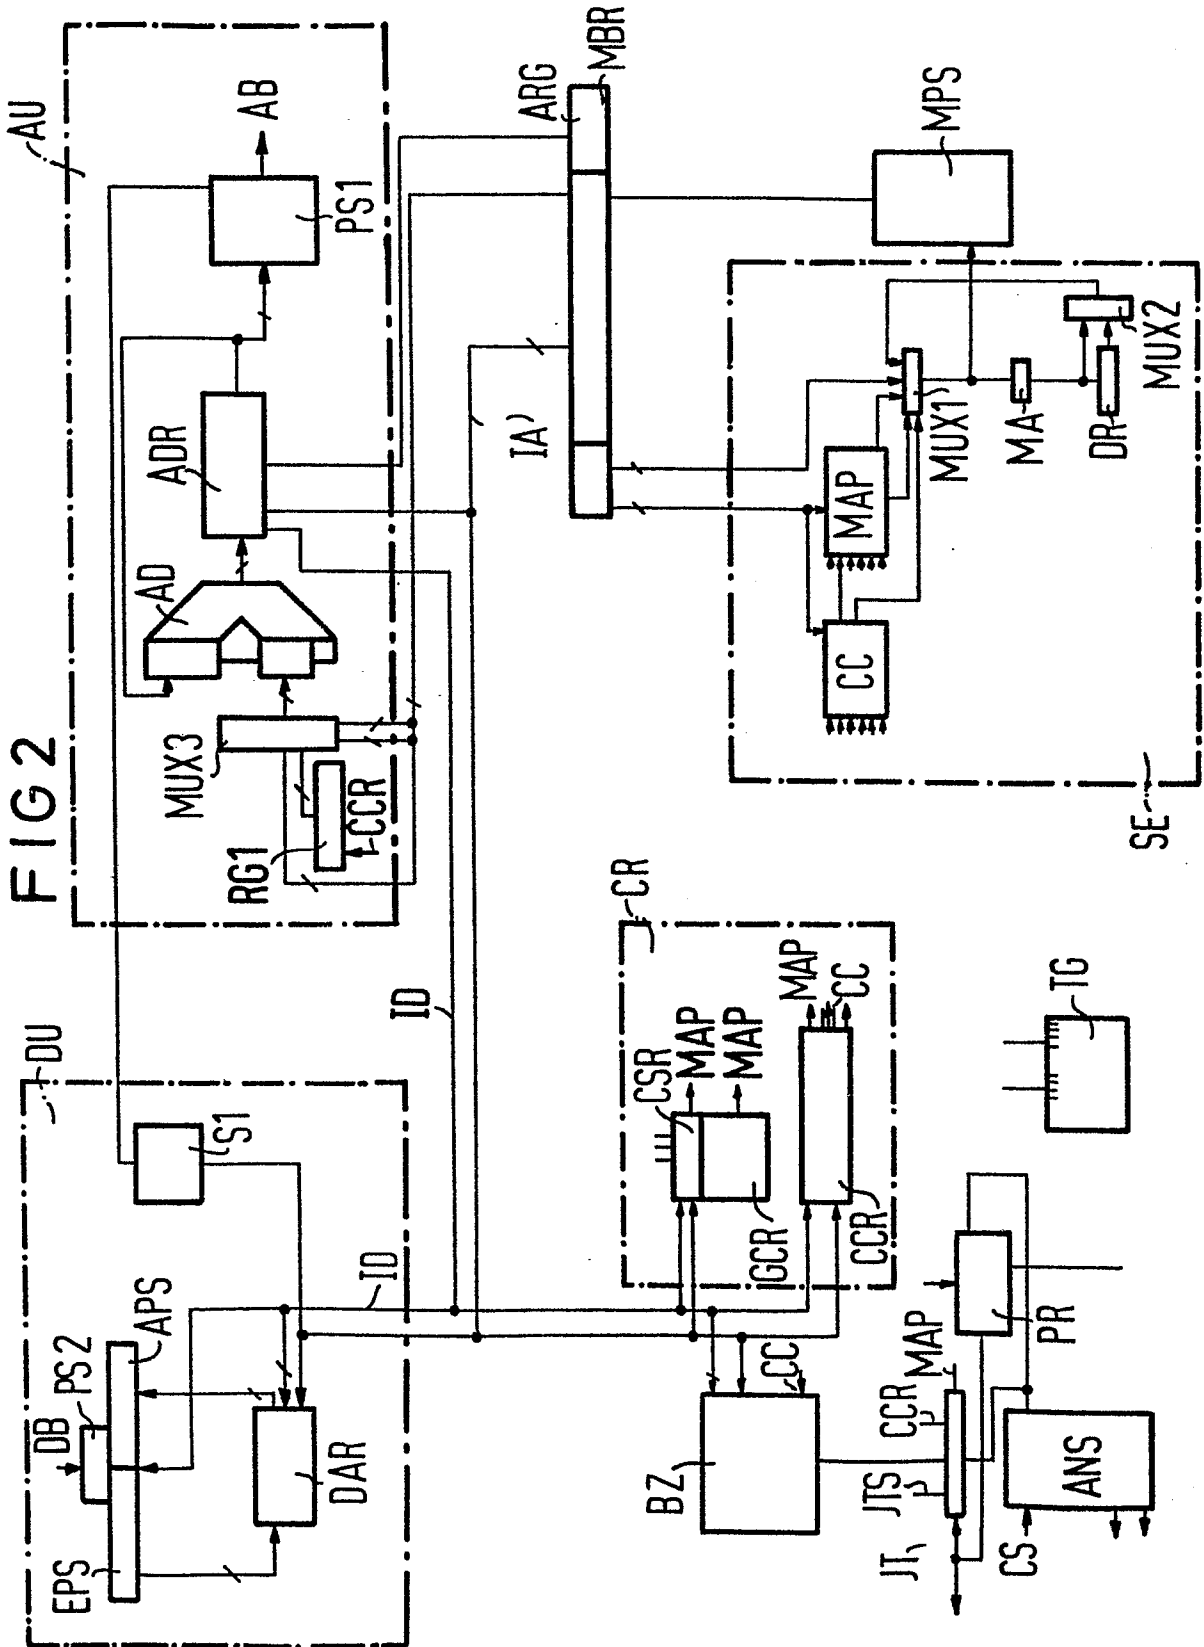 FIG 2
AU
AB
PS1
ADR
AD
MUX3
RG1
CCR
ARG
MBR
MPS
IA
MAP
CC
MUX1
MA
DR
MUX2
SE
DU
S1
ID
DB
PS2
APS
EPS
DAR
ID
CR
CSR
MAP
MAP
GCR
MAP
CC
CCR
TG
BZ
CC
PR
MAP
CCR
JTS
JT
CS
ANS